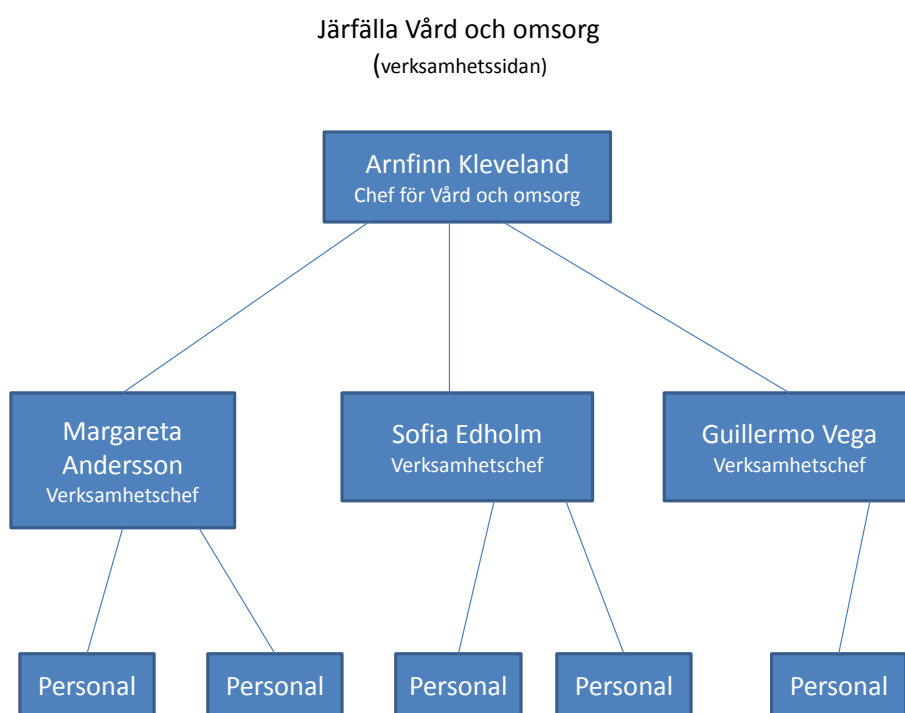 Järfälla Vård och omsorg
(verksamhetssidan)
Arnfinn Kleveland
Chef för Vård och omsorg
Margareta
Andersson
Verksamhetschef
Sofia Edholm
Verksamhetschef
Guillermo Vega
Verksamhetschef
Personal
Personal
Personal
Personal
Personal